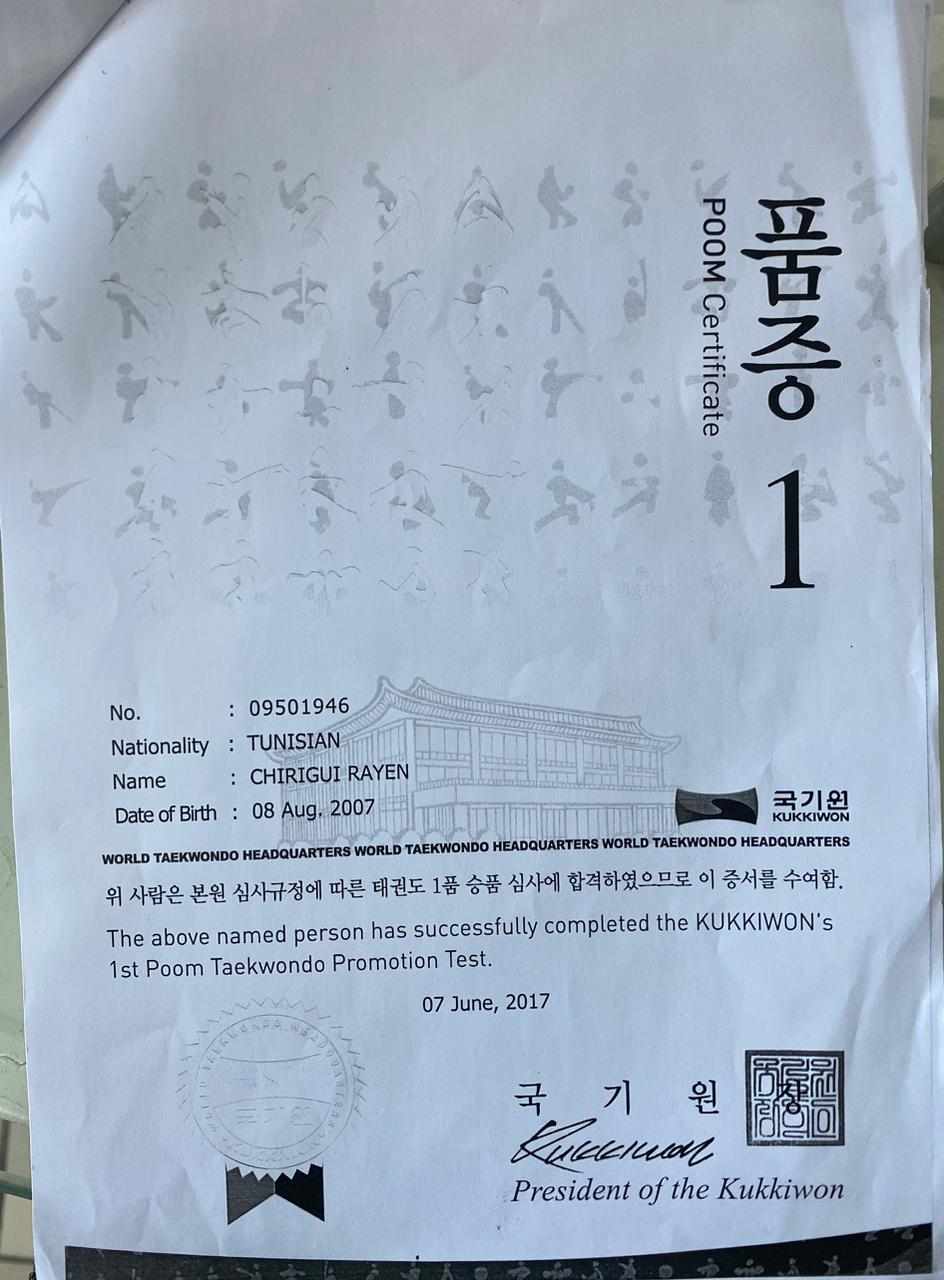 품증
POOM Certificate
1
No. : 09501946
Nationality : TUNISIAN
Name : CHIRIGUI RAYEN
Date of Birth : 08 Aug. 2007
국기원
KUKKIWON
WORLD TAEKWONDO HEADQUARTERS WORLD TAEKWONDO HEADQUARTERS WORLD TAEKWONDO HEADQUARTERS
위 사람은 본원 심사규정에 따른 태권도 1품 승품 심사에 합격하였으므로 이 증서를 수여함.
The above named person has successfully completed the KUKKIWON's
1st Poom Taekwondo Promotion Test.
07 June, 2017
국 기 원 장
Kukkiwon
President of the Kukkiwon